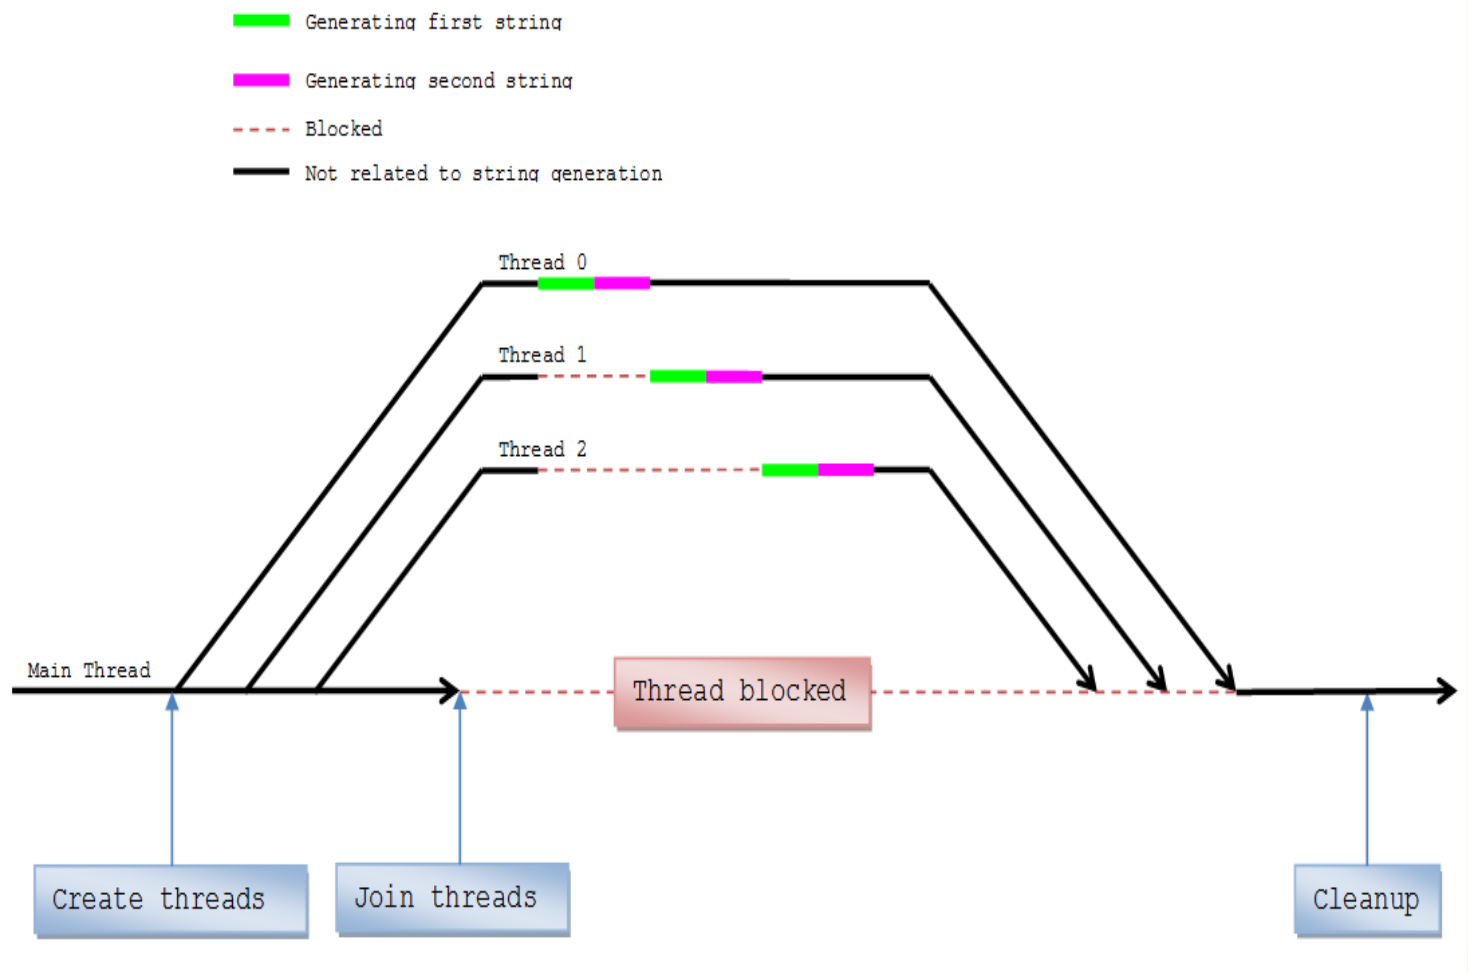 Generating first string
Generating second string
Blocked
Not related to string generation
Thread 0
Thread 1
Thread 2
Main Thread
Thread blocked
Create threads
Join threads
Cleanup